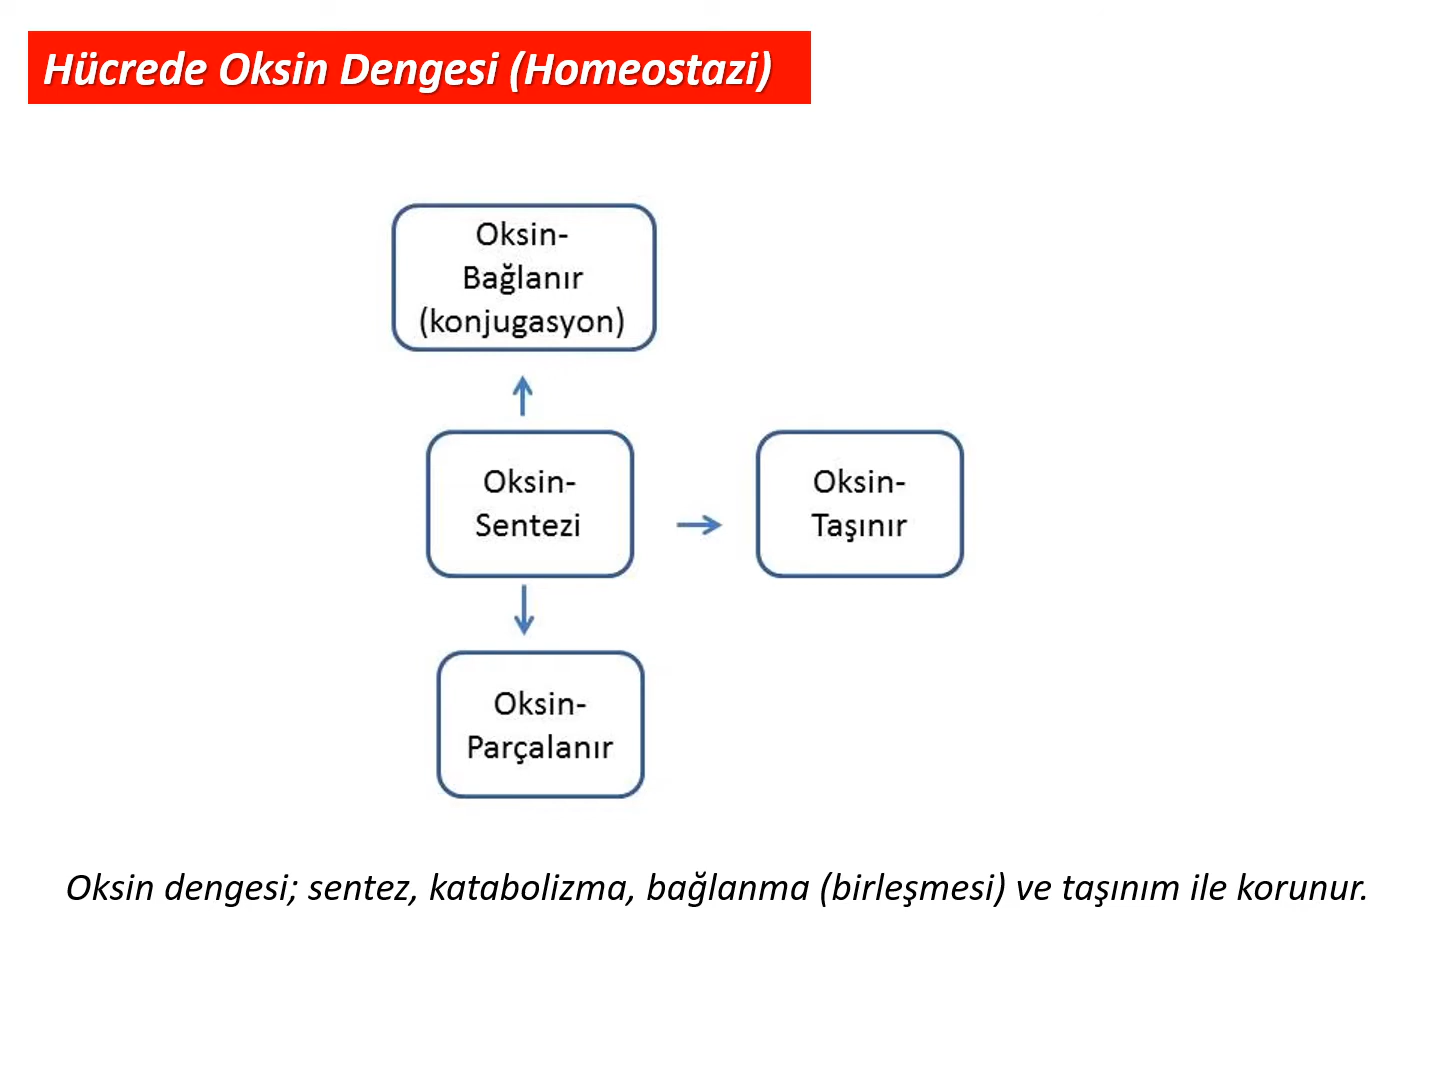 Hücrede Oksin Dengesi (Homeostazi)
Oksin-
Bağlanır
(konjugasyon)
Oksin-
Sentezi
Oksin-
Taşınır
Oksin-
Parçalanır
Oksin dengesi; sentez, katabolizma, bağlanma (birleşmesi) ve taşınım ile korunur.